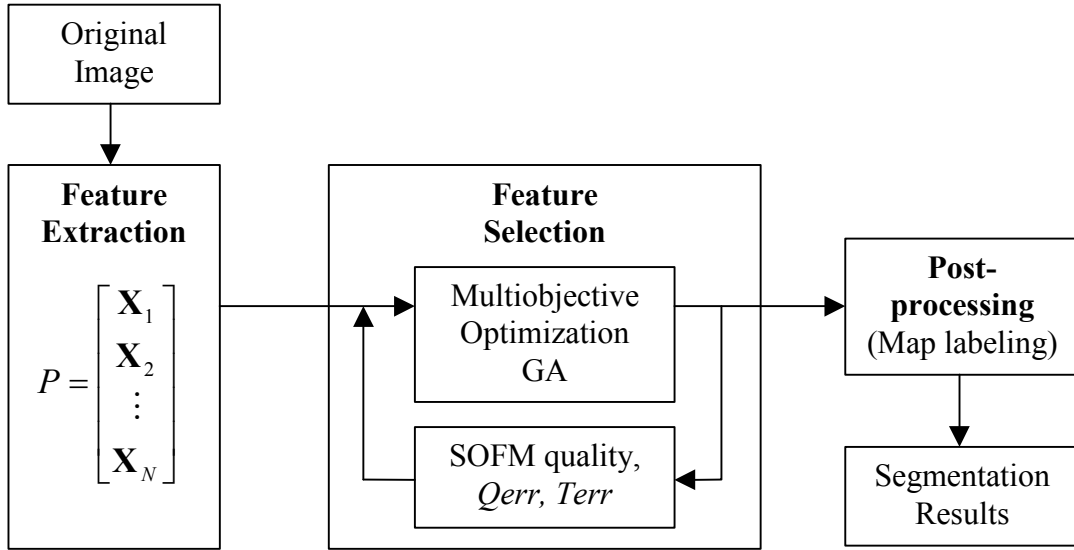 Original
Image
Feature
Extraction
P =
X1
X2
⋮
XN
Feature
Selection
Multiobjective
Optimization
GA
SOFM quality,
Qerr, Terr
Post-
processing
(Map labeling)
Segmentation
Results